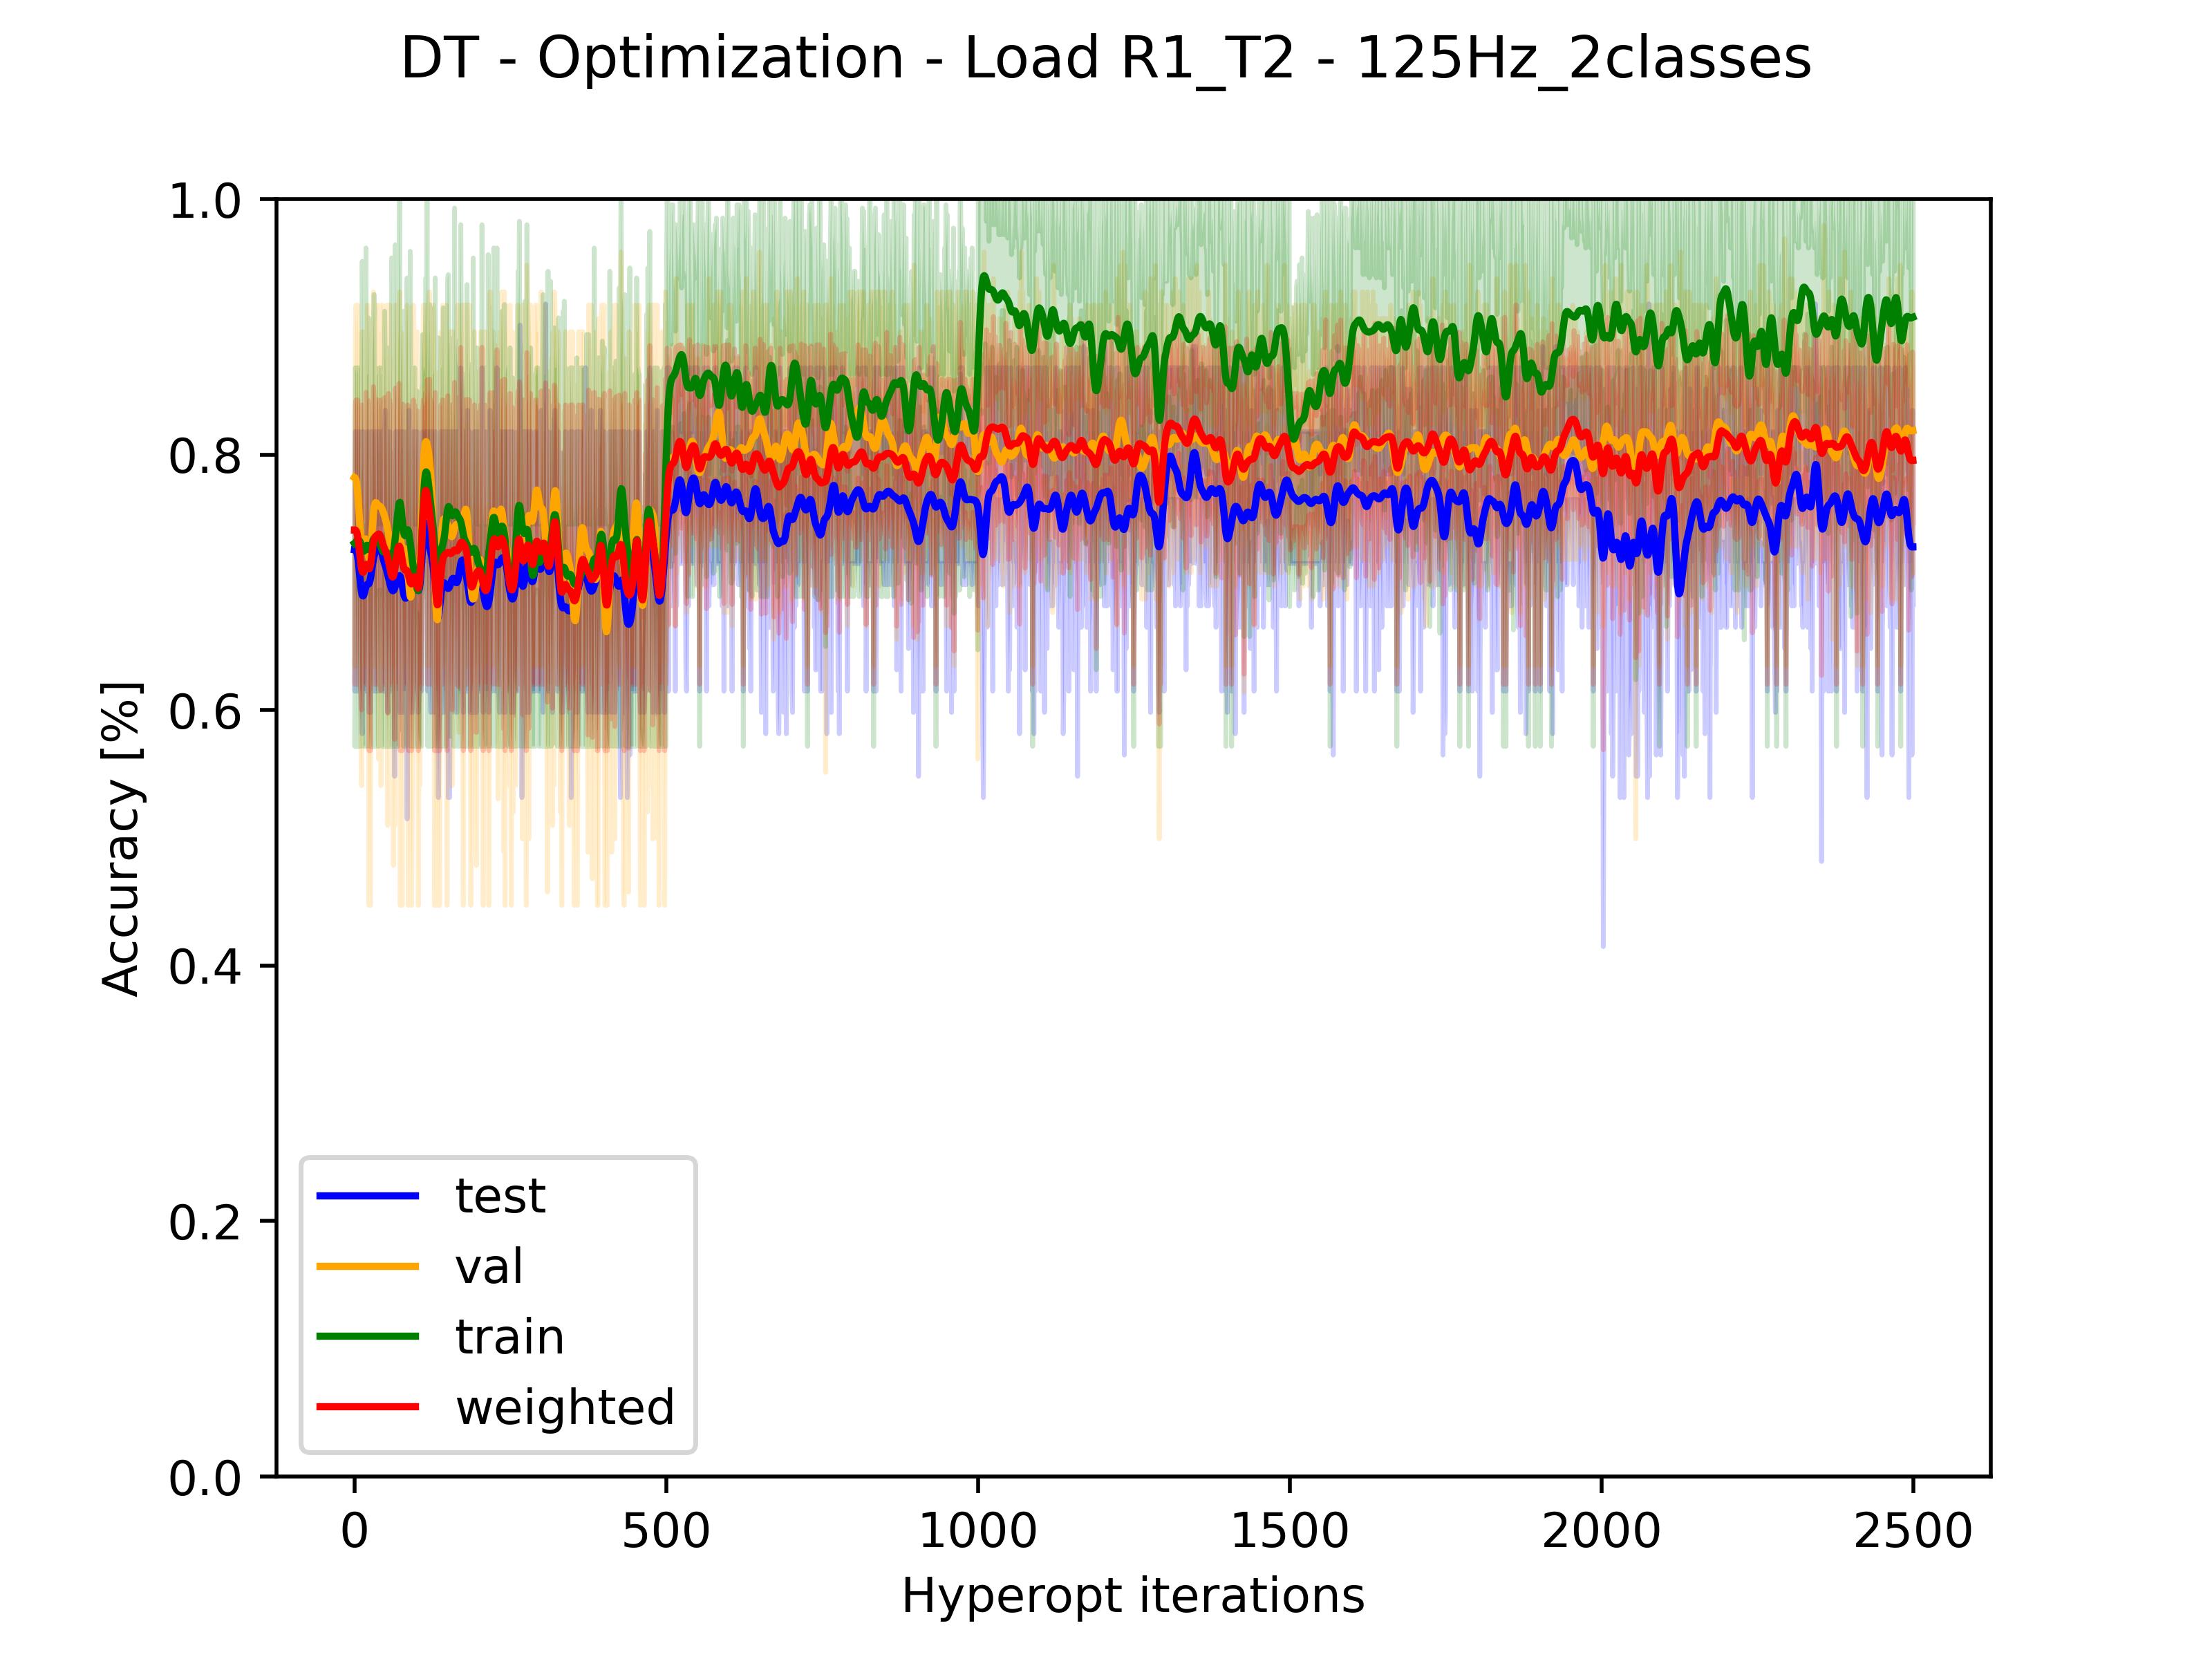 DT - Optimization - Load R1_T2 - 125Hz_2classes
1.0
0.8
0.6
0.4
0.2
0.0
Accuracy [%]
test
val
train
weighted
0 500 1000 1500 2000 2500
Hyperopt iterations